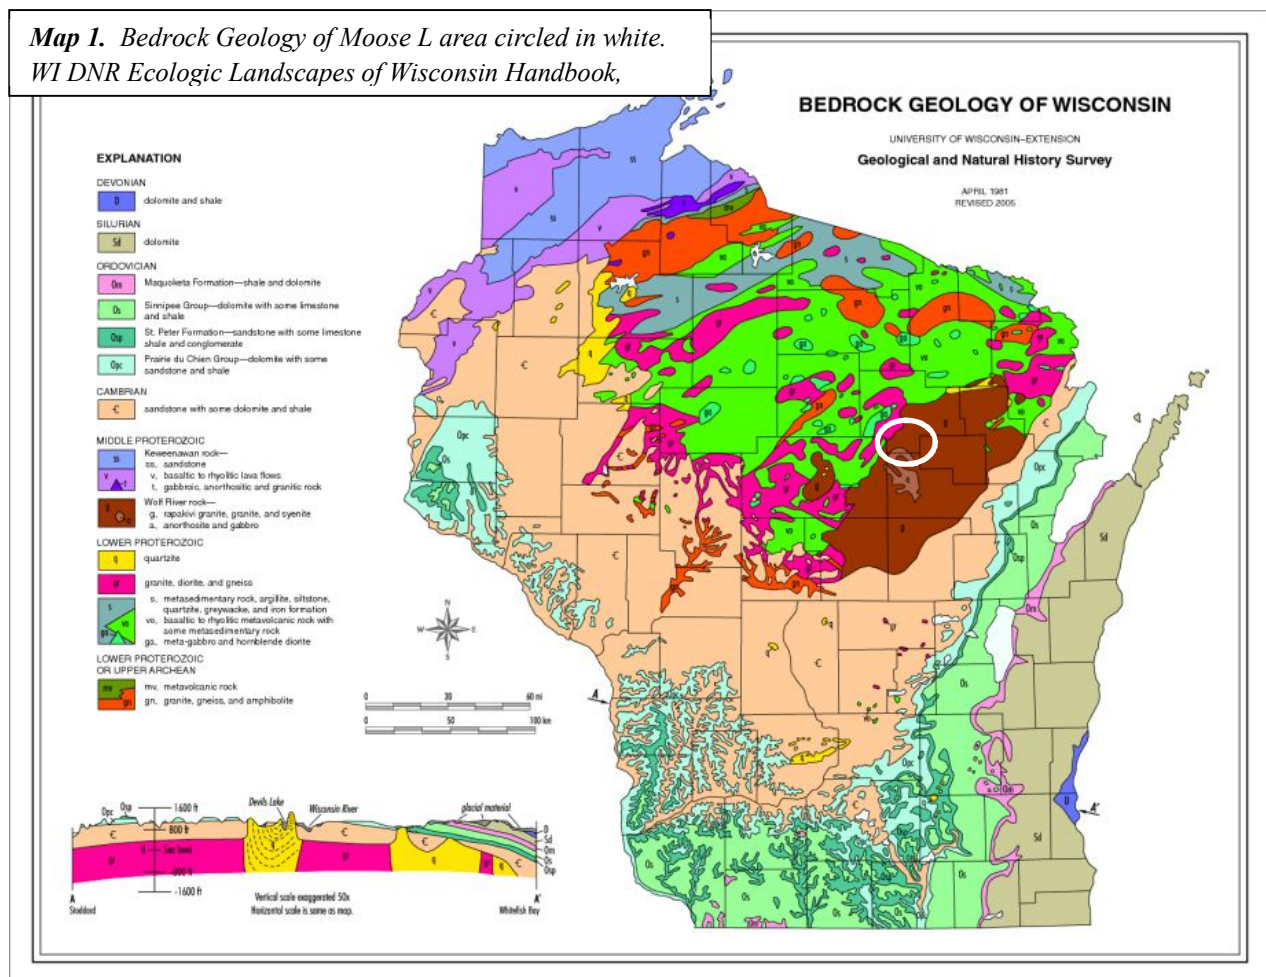 Map 1. Bedrock Geology of Moose L area circled in white.
WI DNR Ecologic Landscapes of Wisconsin Handbook,
BEDROCK GEOLOGY OF WISCONSIN
UNIVERSITY OF WISCONSIN–EXTENSION
Geological and Natural History Survey
APRIL 1981
REVISED 2005
EXPLANATION
DEVONIAN
D dolomite and shale
SILURIAN
Sd dolomite
ORDOVICIAN
Om Maquoketa Formation—shale and dolomite
Os Sinnipee Group—dolomite with some limestone
and shale
Osp St. Peter Formation—sandstone with some limestone
shale and conglomerate
Opc Prairie du Chien Group—dolomite with some
sandstone and shale
CAMBRIAN
Є sandstone with some dolomite and shale
MIDDLE PROTEROZOIC
Keweenawan rock—
ss ss, sandstone
v v, basaltic to rhyolitic lava flows
t t, gabbroic, anorthositic and granitic rock
Wolf River rock—
g g, rapakivi granite, granite, and syenite
a a, anorthosite and gabbro
LOWER PROTEROZOIC
q quartzite
gr granite, diorite, and gneiss
s s, metasedimentary rock, argillite, siltstone,
quartzite, greywacke, and iron formation
vo vo, basaltic to rhyolitic metavolcanic rock with
some metasedimentary rock
ga ga, meta-gabbro and hornblende diorite
LOWER PROTEROZOIC
OR UPPER ARCHEAN
mv mv, metavolcanic rock
gn gn, granite, gneiss, and amphibolite
N
W E
S
0 30 60 mi
0 50 100 km
A
A'
Opc Osp 1600 ft Devils Lake Wisconsin River glacial material
800 ft
0 Sea level
-800 ft
-1600 ft
D
Sd
Om
Os
Osp
A A'
Stoddard Whitefish Bay
Vertical scale exaggerated 50x
Horizontal scale is same as map.